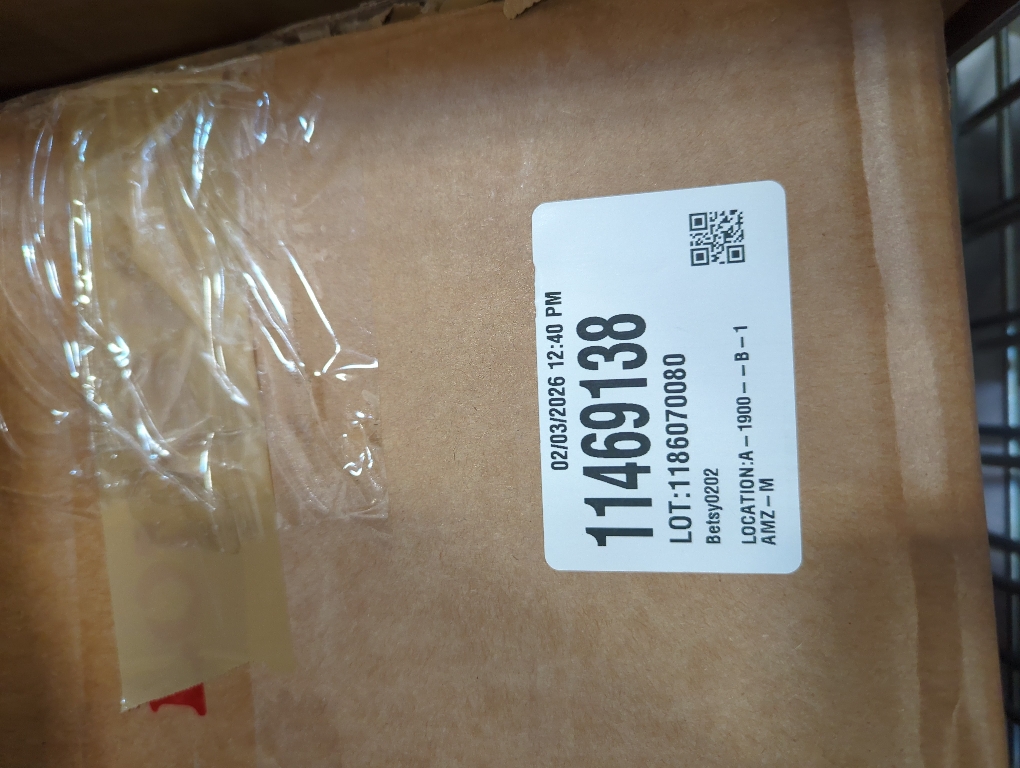 02/03/2026 12:40 PM
11469138
LOT:1186070080
Betsy0202
LOCATION:A-1900--B-1
AMZ-M